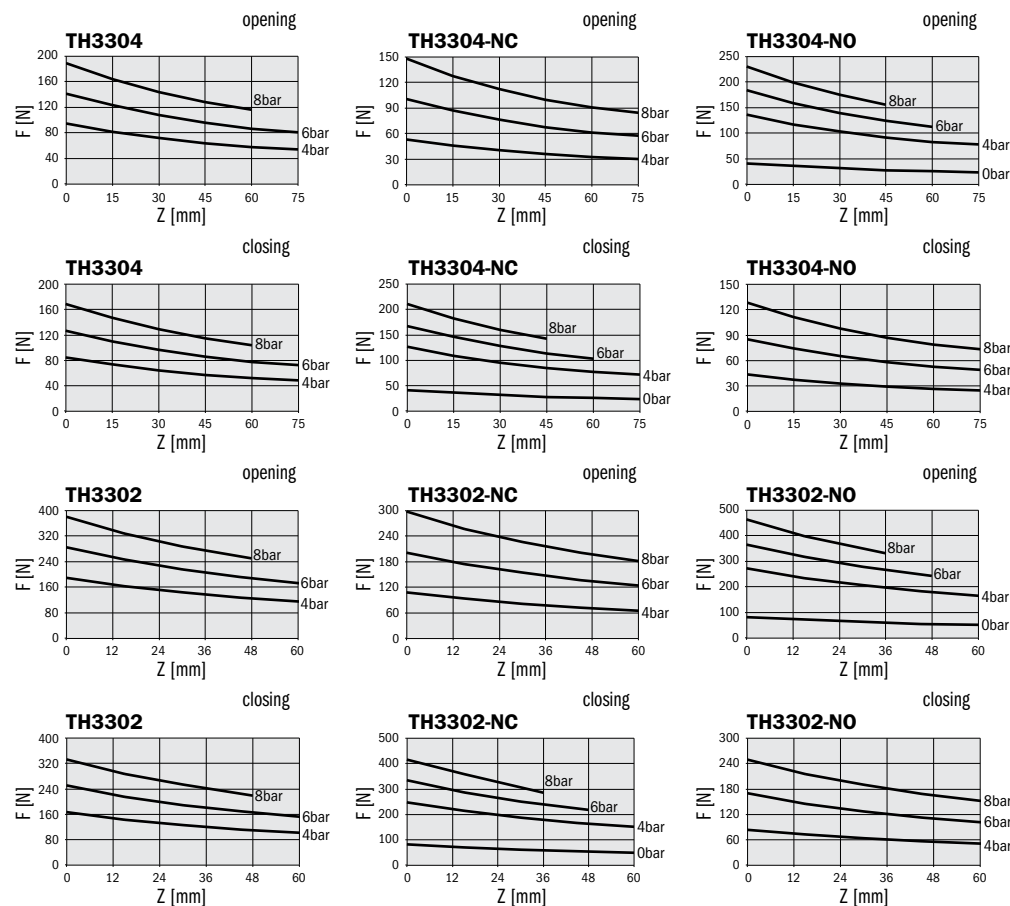 opening
TH3304
F [N]
200
160
120
80
40
0
8bar
6bar
4bar
0 15 30 45 60 75
Z [mm]
opening
TH3304-NC
F [N]
150
120
90
60
30
0
8bar
6bar
4bar
0 15 30 45 60 75
Z [mm]
opening
TH3304-NO
F [N]
250
200
150
100
50
0
8bar
6bar
4bar
0bar
0 15 30 45 60 75
Z [mm]
closing
TH3304
F [N]
200
160
120
80
40
0
8bar
6bar
4bar
0 15 30 45 60 75
Z [mm]
closing
TH3304-NC
F [N]
250
200
150
100
50
0
8bar
6bar
4bar
0bar
0 15 30 45 60 75
Z [mm]
closing
TH3304-NO
F [N]
150
120
90
60
30
0
8bar
6bar
4bar
0 15 30 45 60 75
Z [mm]
opening
TH3302
F [N]
400
320
240
160
80
0
8bar
6bar
4bar
0 12 24 36 48 60
Z [mm]
opening
TH3302-NC
F [N]
300
240
180
120
60
0
8bar
6bar
4bar
0 12 24 36 48 60
Z [mm]
opening
TH3302-NO
F [N]
500
400
300
200
100
0
8bar
6bar
4bar
0bar
0 12 24 36 48 60
Z [mm]
closing
TH3302
F [N]
400
320
240
160
80
0
8bar
6bar
4bar
0 12 24 36 48 60
Z [mm]
closing
TH3302-NC
F [N]
500
400
300
200
100
0
8bar
6bar
4bar
0bar
0 12 24 36 48 60
Z [mm]
closing
TH3302-NO
F [N]
300
240
180
120
60
0
8bar
6bar
4bar
0 12 24 36 48 60
Z [mm]